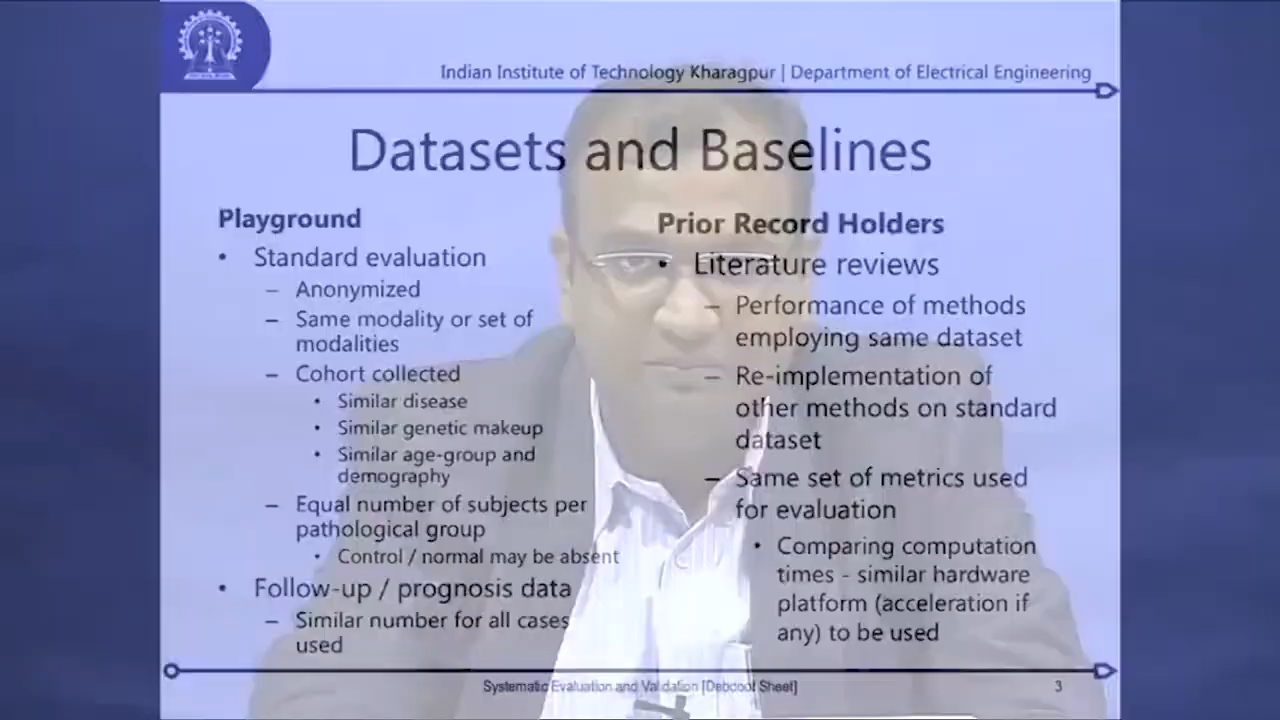 Indian Institute of Technology Kharagpur | Department of Electrical Engineering
Datasets and Baselines
Playground
• Standard evaluation
– Anonymized
– Same modality or set of
modalities
– Cohort collected
• Similar disease
• Similar genetic makeup
• Similar age-group and
demography
– Equal number of subjects per
pathological group
• Control / normal may be absent
• Follow-up / prognosis data
– Similar number for all cases
used
Prior Record Holders
• Literature reviews
– Performance of methods
employing same dataset
– Re-implementation of
other methods on standard
dataset
– Same set of metrics used
for evaluation
• Comparing computation
times - similar hardware
platform (acceleration if
any) to be used
Systematic Evaluation and Validation [Debdoot Sheet]
3